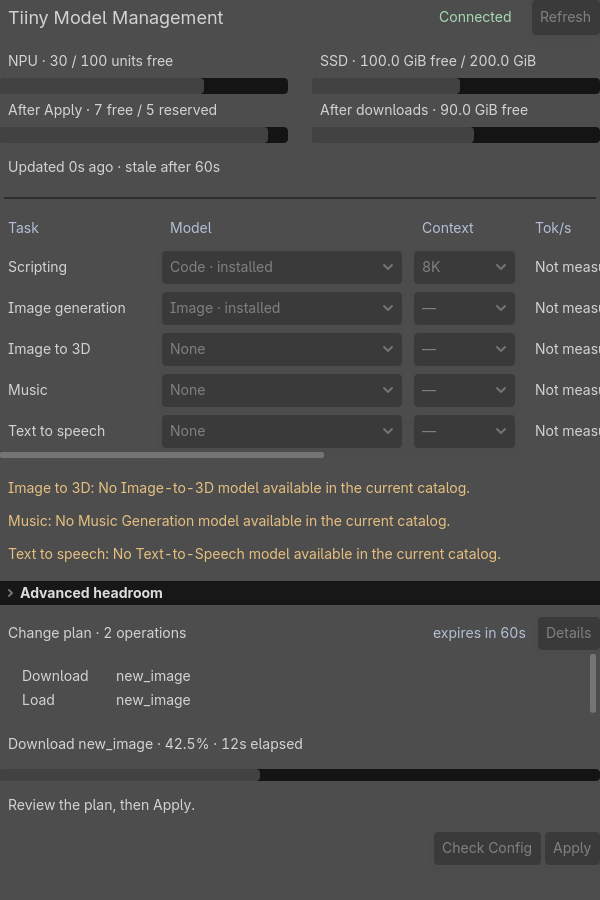 Tiiny Model Management Connected Refresh
NPU · 30 / 100 units free SSD · 100.0 GiB free / 200.0 GiB
After Apply · 7 free / 5 reserved After downloads · 90.0 GiB free
Updated 0s ago · stale after 60s
Task Model Context Tok/s
Scripting Code · installed 8K Not meas
Image generation Image · installed — Not meas
Image to 3D None — Not meas
Music None — Not meas
Text to speech None — Not meas
Image to 3D: No Image-to-3D model available in the current catalog.
Music: No Music Generation model available in the current catalog.
Text to speech: No Text-to-Speech model available in the current catalog.
Advanced headroom
Change plan · 2 operations expires in 60s Details
Download new_image
Load new_image
Download new_image · 42.5% · 12s elapsed
Review the plan, then Apply.
Check Config Apply